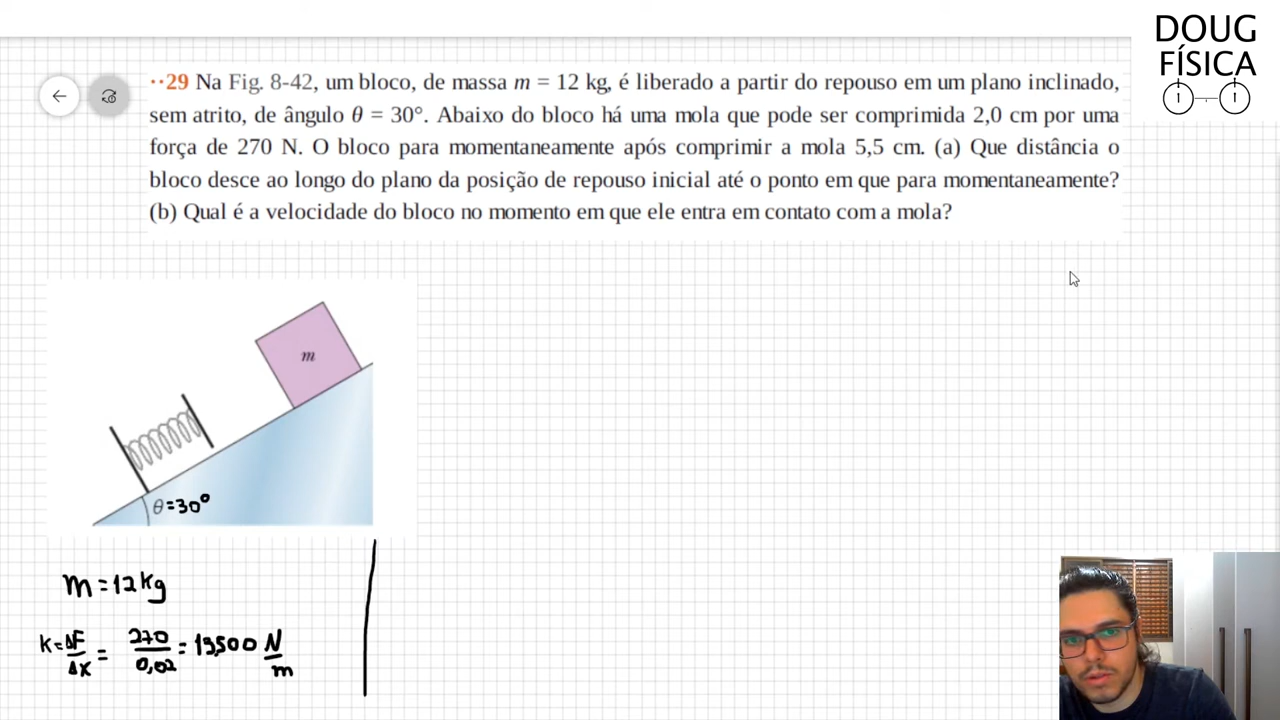 DOUG
FÍSICA
··29 Na Fig. 8-42, um bloco, de massa m = 12 kg, é liberado a partir do repouso em um plano inclinado,
sem atrito, de ângulo θ = 30°. Abaixo do bloco há uma mola que pode ser comprimida 2,0 cm por uma
força de 270 N. O bloco para momentaneamente após comprimir a mola 5,5 cm. (a) Que distância o
bloco desce ao longo do plano da posição de repouso inicial até o ponto em que para momentaneamente?
(b) Qual é a velocidade do bloco no momento em que ele entra em contato com a mola?
m
θ=30°
m=12kg
K=ΔF/Δx = 270/0,02 = 13,500 N/m